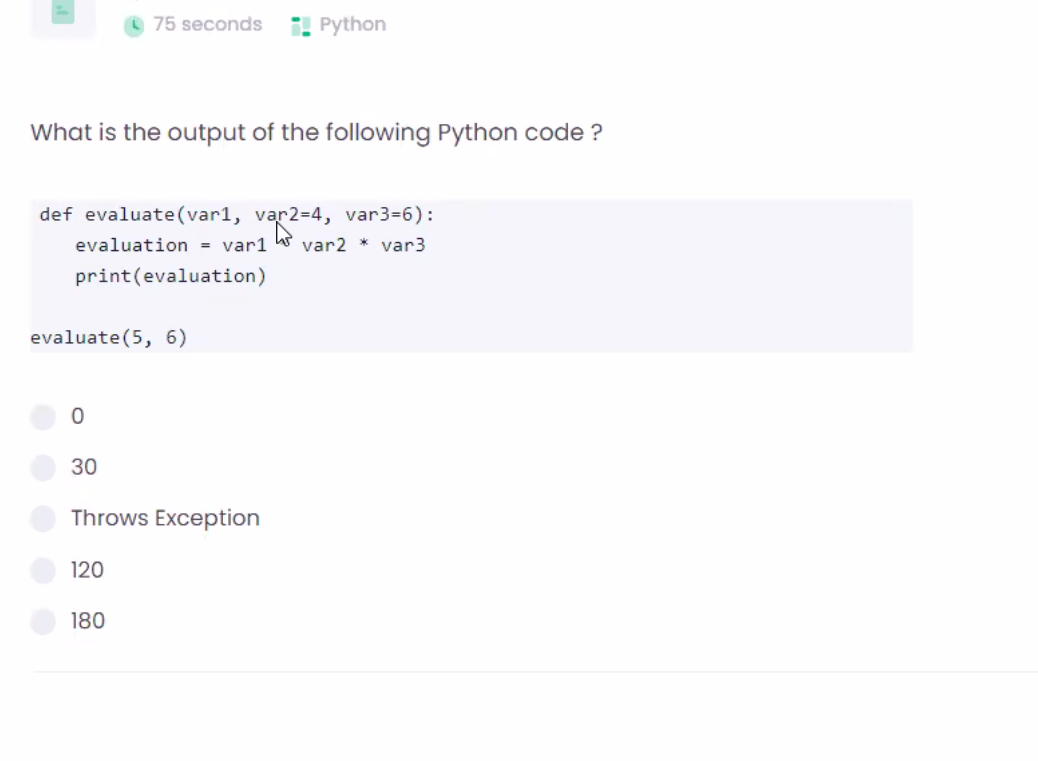 75 seconds Python
What is the output of the following Python code ?
def evaluate(var1, var2=4, var3=6):
evaluation = var1 var2 * var3
print(evaluation)
evaluate(5, 6)
0
30
Throws Exception
120
180